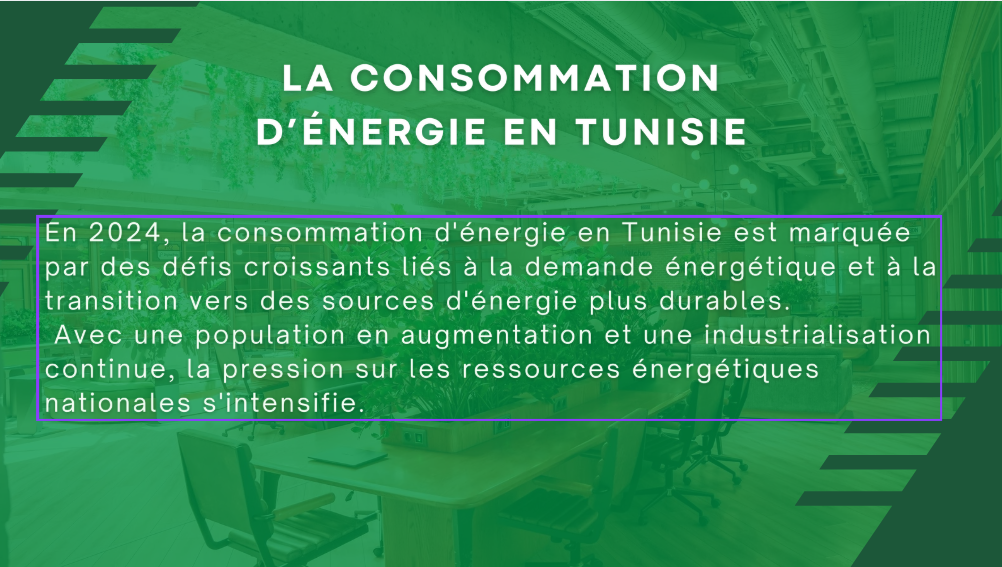 LA CONSOMMATION
D’ÉNERGIE EN TUNISIE
En 2024, la consommation d'énergie en Tunisie est marquée
par des défis croissants liés à la demande énergétique et à la
transition vers des sources d'énergie plus durables.
Avec une population en augmentation et une industrialisation
continue, la pression sur les ressources énergétiques
nationales s'intensifie.